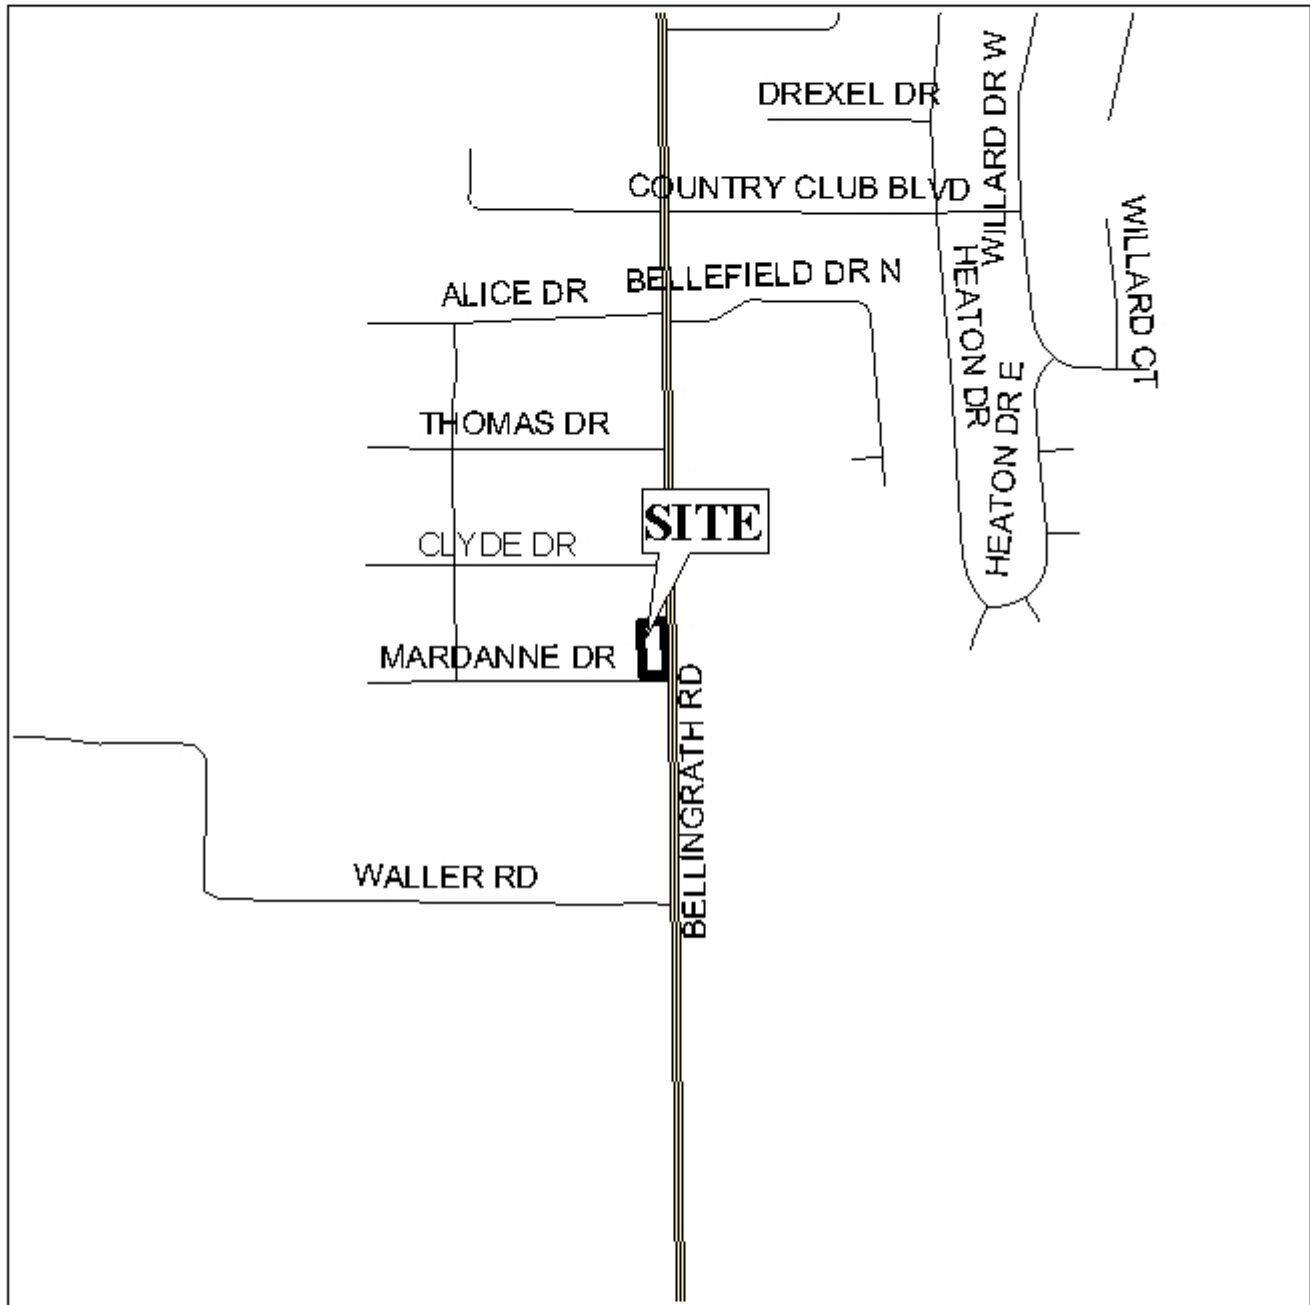 DREXEL DR
WILLARD DR W
COUNTRY CLUB BLVD
WILLARD CT
BELLEFIELD DR N
ALICE DR
HEATON DR
HEATON DR E
THOMAS DR
SITE
CLYDE DR
MARDANNE DR
BELLINGRATH RD
WALLER RD